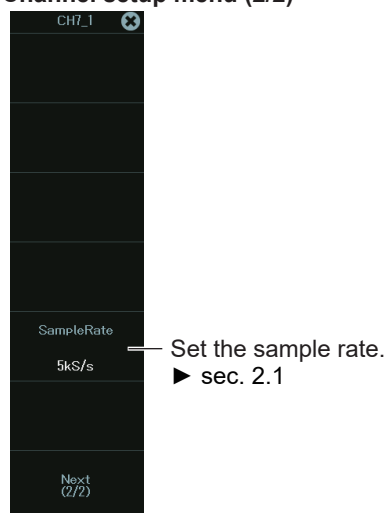 Channel setup menu (2/2)
CH7_1
SampleRate
5kS/s
Set the sample rate.
► sec. 2.1
Next
(2/2)